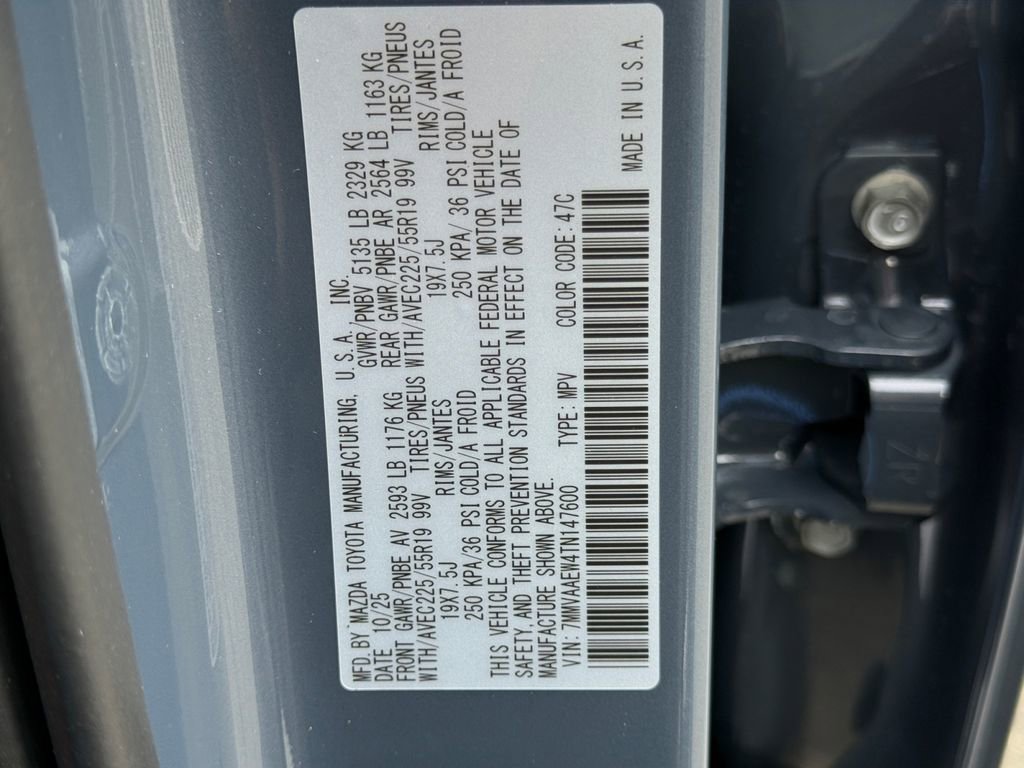 MFD. BY MAZDA TOYOTA MANUFACTURING, U.S.A. INC.
DATE 10/25 GVWR/PNBV 5135 LB 2329 KG
FRONT GAWR/PNBE AV 2593 LB 1176 KG REAR GAWR/PNBE AR 2564 LB 1163 KG
WITH/AVEC225/55R19 99V TIRES/PNEUS WITH/AVEC225/55R19 99V TIRES/PNEUS
19X7.5J RIMS/JANTES 19X7.5J RIMS/JANTES
250 KPA/36 PSI COLD/A FROID 250 KPA/ 36 PSI COLD/A FROID
THIS VEHICLE CONFORMS TO ALL APPLICABLE FEDERAL MOTOR VEHICLE
SAFETY AND THEFT PREVENTION STANDARDS IN EFFECT ON THE DATE OF
MANUFACTURE SHOWN ABOVE.
VIN: 7MMVAAEW4TN147600 TYPE: MPV COLOR CODE: 47C
MADE IN U.S.A.